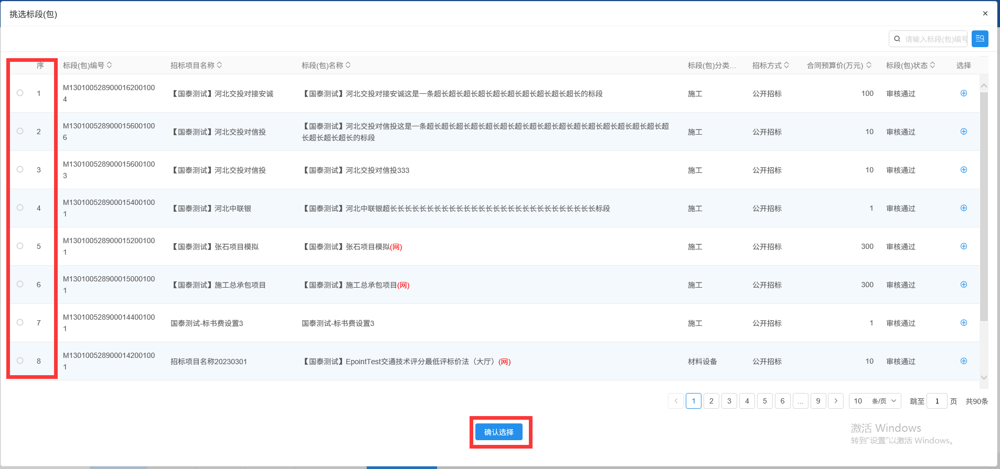 挑选标段(包)
请输入标段(包)编号
序 标段(包)编号 招标项目名称 标段(包)名称 标段(包)分类... 招标方式 合同预算价(万元) 标段(包)状态 选择
1 M130100528900016200100 【国泰测试】河北交投对接安诚 【国泰测试】河北交投对接安诚这是一条超长超长超长超长超长超长超长超长超长超长的标段 施工 公开招标 100 审核通过
4
2 M130100528900015600100 【国泰测试】河北交投对信投 【国泰测试】河北交投对信投这是一条超长超长超长超长超长超长超长超长超长超长超长超长超长超长超长超长超 施工 公开招标 10 审核通过
6 长超长超长超长的标段
3 M130100528900015600100 【国泰测试】河北交投对信投 【国泰测试】河北交投对信投333 施工 公开招标 10 审核通过
3
4 M130100528900015400100 【国泰测试】河北中联银 【国泰测试】河北中联银超长长长长长长长长长长长长长长长长长长长长长长长长长长长长标段 施工 公开招标 1 审核通过
1
5 M130100528900015200100 【国泰测试】张石项目模拟 【国泰测试】张石项目模拟(网) 施工 公开招标 300 审核通过
1
6 M130100528900015000100 【国泰测试】施工总承包项目 【国泰测试】施工总承包项目(网) 施工 公开招标 300 审核通过
1
7 M130100528900014400100 国泰测试-标书费设置3 国泰测试-标书费设置3 施工 公开招标 1 审核通过
1
8 M130100528900014200100 招标项目名称20230301 【国泰测试】EpointTest交通技术评分最低评标价法（大厅）(网) 材料设备 公开招标 10 审核通过
1
1 2 3 4 5 6 ... 9 10 条/页 跳至 1 页 共90条
确认选择
激活 Windows
转到“设置”以激活 Windows。